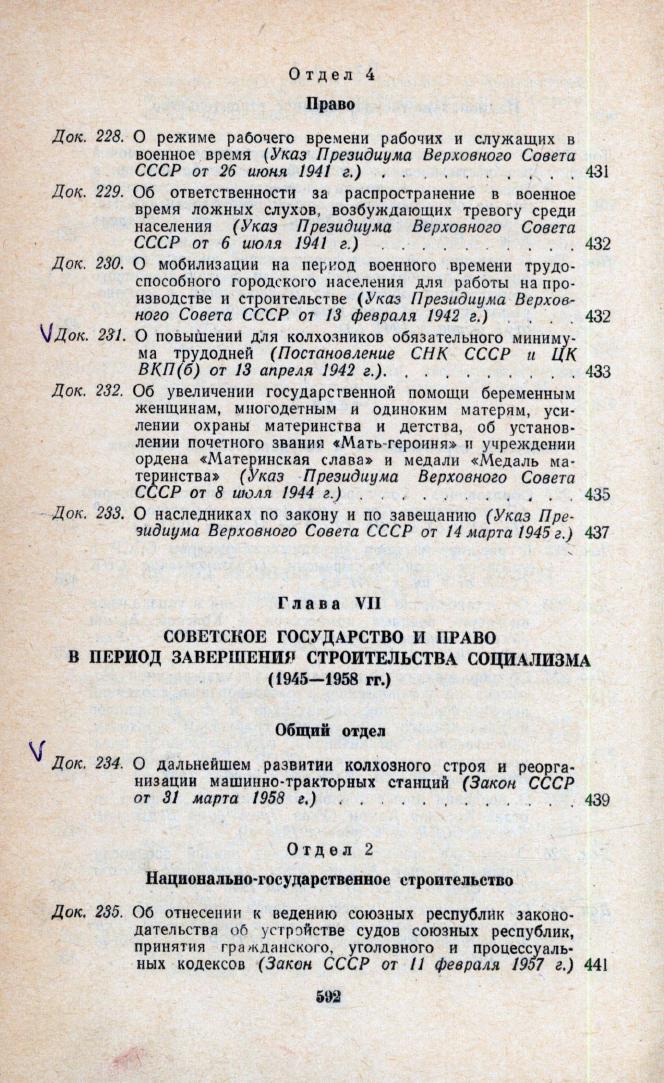 Отдел 4
Право
Док. 228. О режиме рабочего времени рабочих и служащих в
военное время (Указ Президиума Верховного Совета
СССР от 26 июня 1941 г.) . . . . . . . . . . 431
Док. 229. Об ответственности за распространение в военное
время ложных слухов, возбуждающих тревогу среди
населения (Указ Президиума Верховного Совета
СССР от 6 июля 1941 г.) . . . . . . . . . . 432
Док. 230. О мобилизации на период военного времени трудо-
способного городского населения для работы на про-
изводстве и строительстве (Указ Президиума Верхов-
ного Совета СССР от 13 февраля 1942 г.) . . . . . 432
Док. 231. О повышений для колхозников обязательного миниму-
ма трудодней (Постановление СНК СССР и ЦК
ВКП(б) от 13 апреля 1942 г.). . . . . . . . . . 433
Док. 232. Об увеличении государственной помощи беременным
женщинам, многодетным и одиноким матерям, уси-
лении охраны материнства и детства, об установ-
лении почетного звания «Мать-героиня» и учреждении
ордена «Материнская слава» и медали «Медаль ма-
теринства» (Указ Президиума Верховного Совета
СССР от 8 июля 1944 г.) . . . . . . . . . . . 435
Док. 233. О наследниках по закону и по завещанию (Указ Пре-
зидиума Верховного Совета СССР от 14 марта 1945 г.) 437
Глава VII
СОВЕТСКОЕ ГОСУДАРСТВО И ПРАВО
В ПЕРИОД ЗАВЕРШЕНИЯ СТРОИТЕЛЬСТВА СОЦИАЛИЗМА
(1945—1958 гг.)
Общий отдел
Док. 234. О дальнейшем развитии колхозного строя и реорга-
низации машинно-тракторных станций (Закон СССР
от 31 марта 1958 г.) . . . . . . . . . . . . 439
Отдел 2
Национально-государственное строительство
Док. 235. Об отнесении к ведению союзных республик законо-
дательства об устройстве судов союзных республик,
принятия гражданского, уголовного и процессуаль-
ных кодексов (Закон СССР от 11 февраля 1957 г.) 441
592